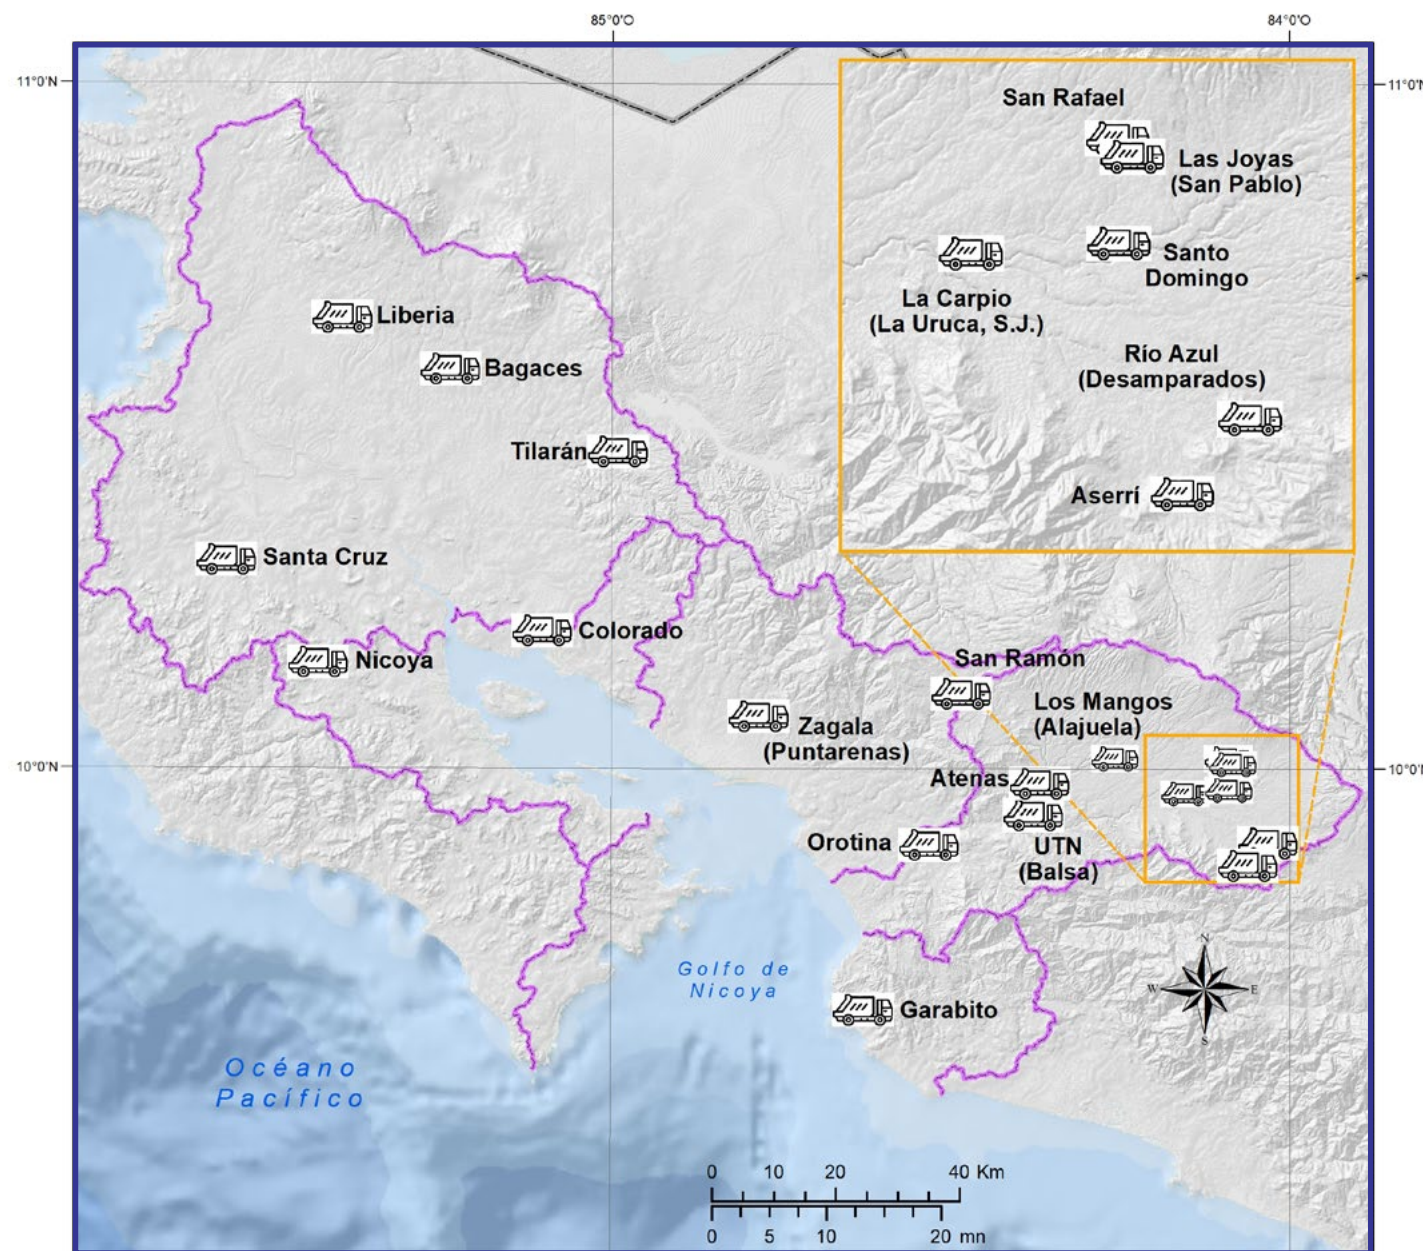 85°0'O
84°0'O
11°0'N
11°0'N
San Rafael
Las Joyas
(San Pablo)
Santo
Domingo
La Carpio
(La Uruca, S.J.)
Río Azul
(Desamparados)
Aserrí
Liberia
Bagaces
Tilarán
Santa Cruz
Colorado
Nicoya
San Ramón
Los Mangos
(Alajuela)
Zagala
(Puntarenas)
10°0'N
10°0'N
Atenas
Orotina
UTN
(Balsa)
Golfo de
Nicoya
N
W
E
S
Garabito
Océano
Pacífico
0 10 20 40 Km
0 5 10 20 mn